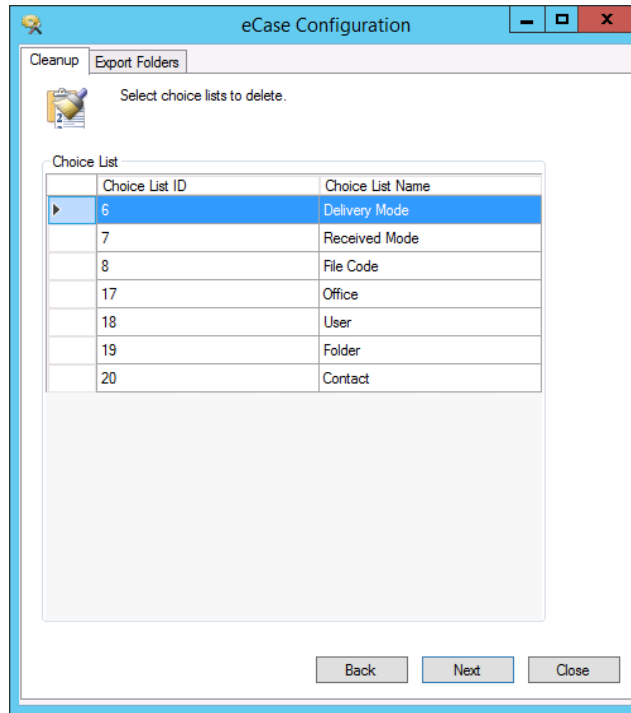 eCase Configuration
Cleanup Export Folders
Select choice lists to delete.
Choice List
Choice List ID Choice List Name
6 Delivery Mode
7 Received Mode
8 File Code
17 Office
18 User
19 Folder
20 Contact
Back Next Close